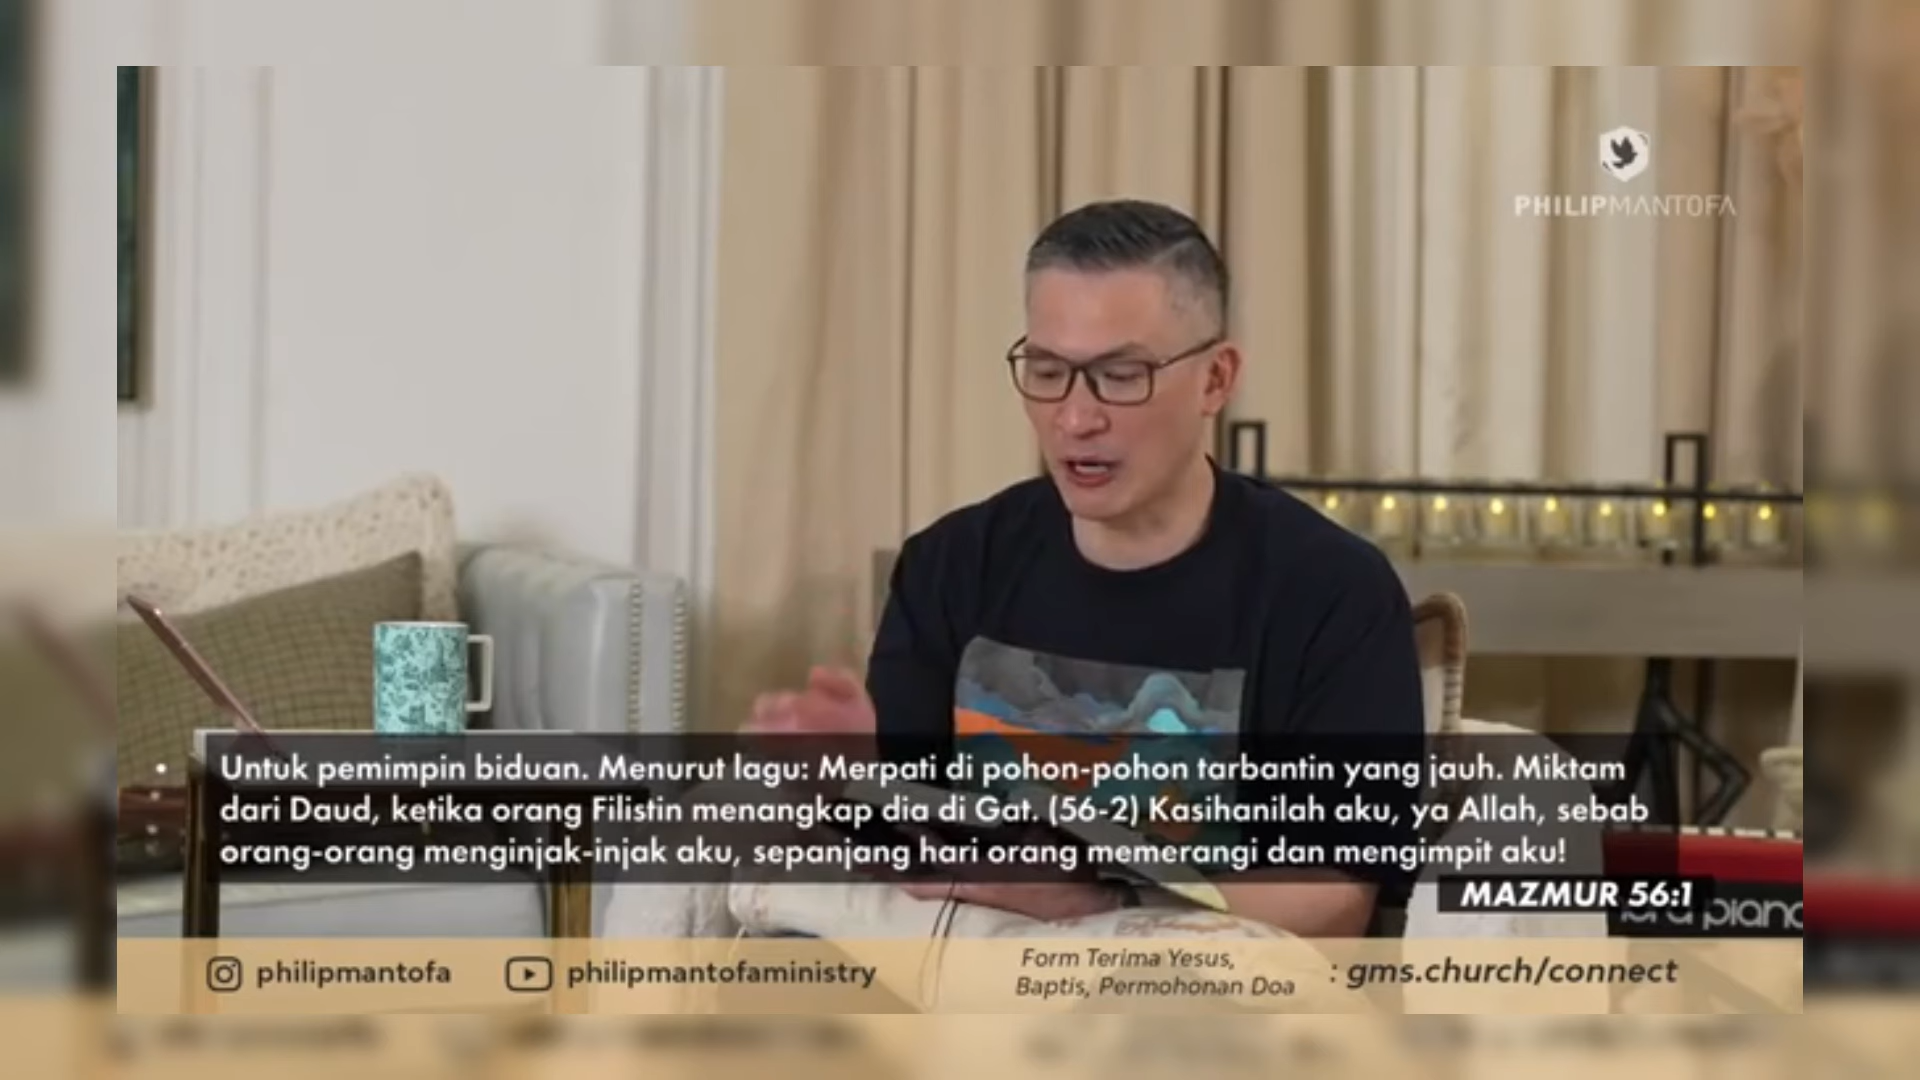 PHILIPMANTOFA
Untuk pemimpin biduan. Menurut lagu: Merpati di pohon-pohon tarbantin yang jauh. Miktam
dari Daud, ketika orang Filistin menangkap dia di Gat. (56-2) Kasihanilah aku, ya Allah, sebab
orang-orang menginjak-injak aku, sepanjang hari orang memerangi dan mengimpit aku!
MAZMUR 56:1
piano
philipmantofa
philipmantofaministry
Form Terima Yesus,
Baptis, Permohonan Doa
: gms.church/connect